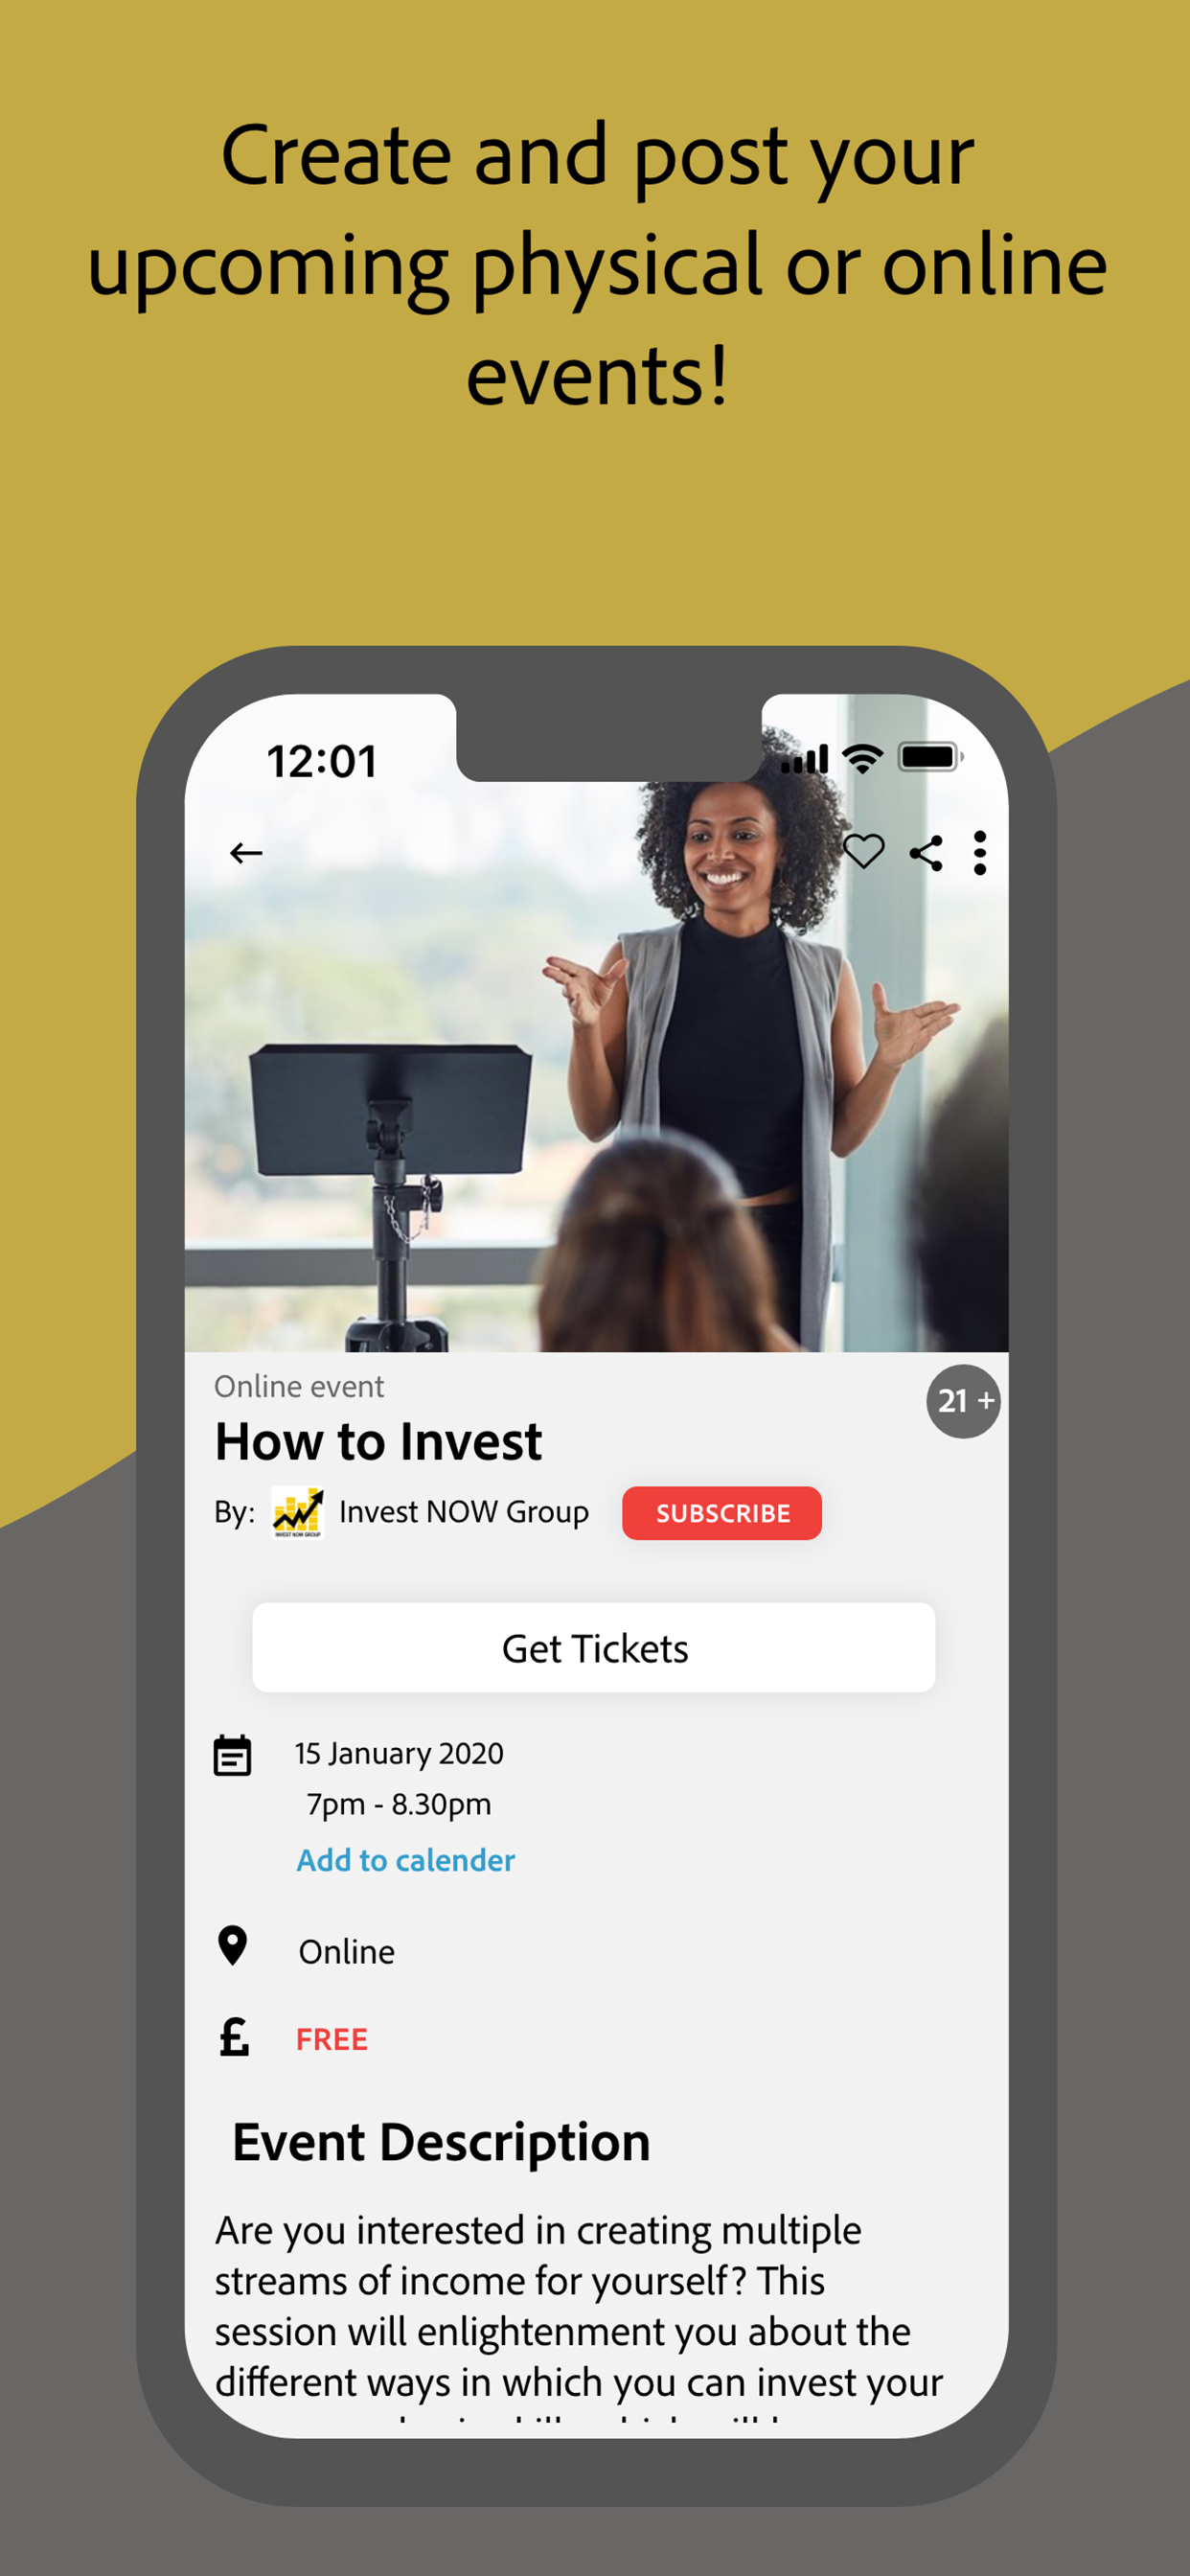 Create and post your
upcoming physical or online
events!
12:01
Online event
21 +
How to Invest
By: INVEST NOW GROUP Invest NOW Group SUBSCRIBE
Get Tickets
15 January 2020
7pm - 8.30pm
Add to calender
Online
£ FREE
Event Description
Are you interested in creating multiple
streams of income for yourself? This
session will enlightenment you about the
different ways in which you can invest your